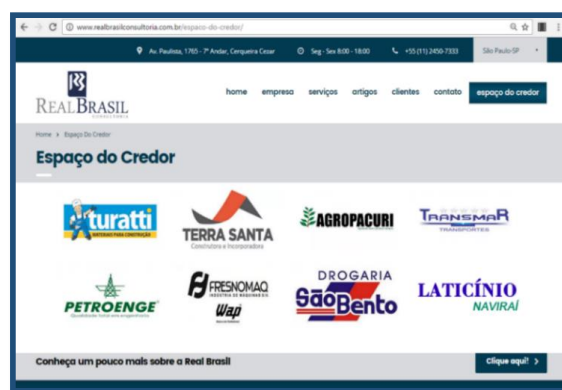 www.realbrasilconsultoria.com.br/espaco-do-credor/
Av. Paulista, 1765 - 7º Andar, Cerqueira Cesar
Seg - Sex 8:00 - 18:00
+55 (11) 2450-7333
São Paulo-SP
REAL BRASIL
CONSULTORIA
home empresa serviços artigos clientes contato espaço do credor
Home > Espaço Do Credor
Espaço do Credor
turatti
MATERIAIS PARA CONSTRUÇÃO
TERRA SANTA
Construtora e Incorporadora
AGROPACURI
TRANSMAR
TRANSPORTES
PETROENGE
FRESNOMAQ
INDÚSTRIA DE MÁQUINAS S/A
Wap
DROGARIA
São Bento
LATICÍNIO
NAVIRAÍ
Conheça um pouco mais sobre a Real Brasil
Clique aqui! >